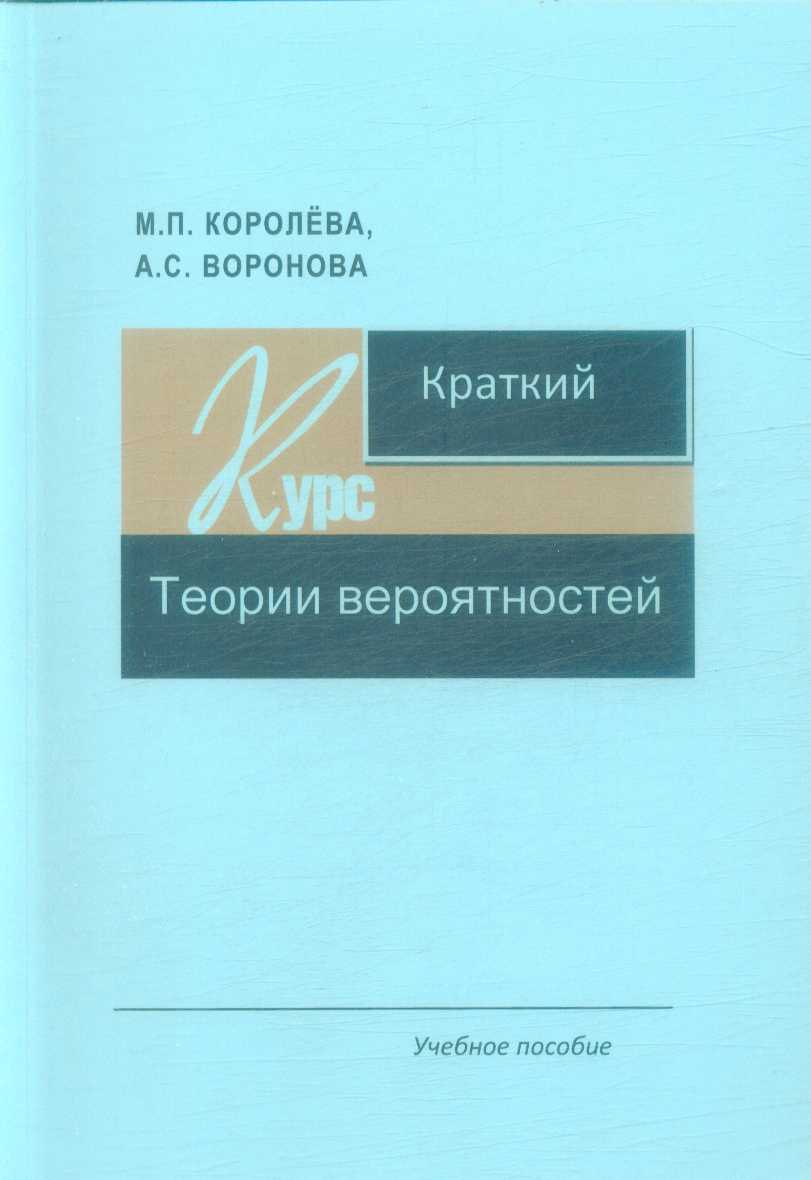 М.П. КОРОЛЁВА,
А.С. ВОРОНОВА
Краткий
Курс
Теории вероятностей
Учебное пособие